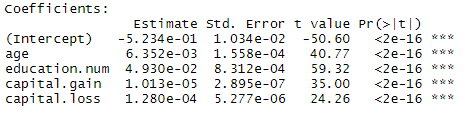 Coefficients:
Estimate Std. Error t value Pr(>|t|)
(Intercept) -5.234e-01 1.034e-02 -50.60 <2e-16 ***
age 6.352e-03 1.558e-04 40.77 <2e-16 ***
education.num 4.930e-02 8.312e-04 59.32 <2e-16 ***
capital.gain 1.013e-05 2.895e-07 35.00 <2e-16 ***
capital.loss 1.280e-04 5.277e-06 24.26 <2e-16 ***